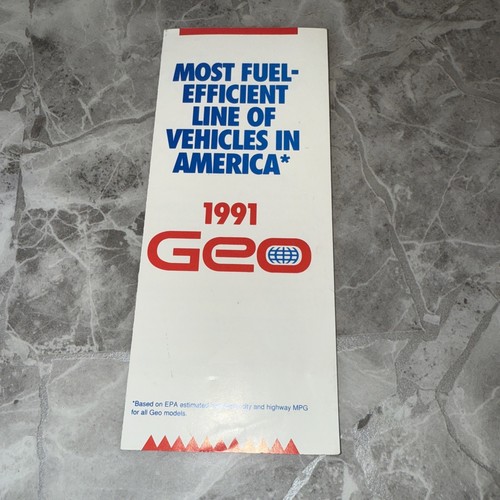 MOST FUEL-
EFFICIENT
LINE OF
VEHICLES IN
AMERICA*
1991
Geo
*Based on EPA estimated city and highway MPG
for all Geo models.